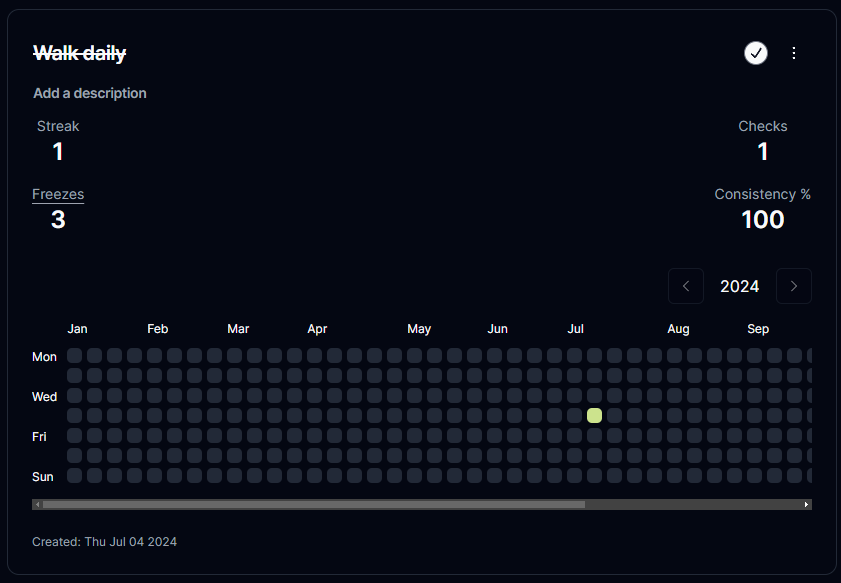 Walk daily
Add a description
Streak
1
Checks
1
Freezes
3
Consistency %
100
2024
Jan Feb Mar Apr May Jun Jul Aug Sep
Mon
Wed
Fri
Sun
Created: Thu Jul 04 2024